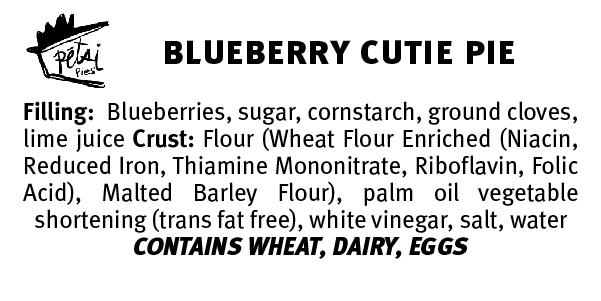 pétsi
Pies
BLUEBERRY CUTIE PIE
Filling: Blueberries, sugar, cornstarch, ground cloves,
lime juice Crust: Flour (Wheat Flour Enriched (Niacin,
Reduced Iron, Thiamine Mononitrate, Riboflavin, Folic
Acid), Malted Barley Flour), palm oil vegetable
shortening (trans fat free), white vinegar, salt, water
CONTAINS WHEAT, DAIRY, EGGS